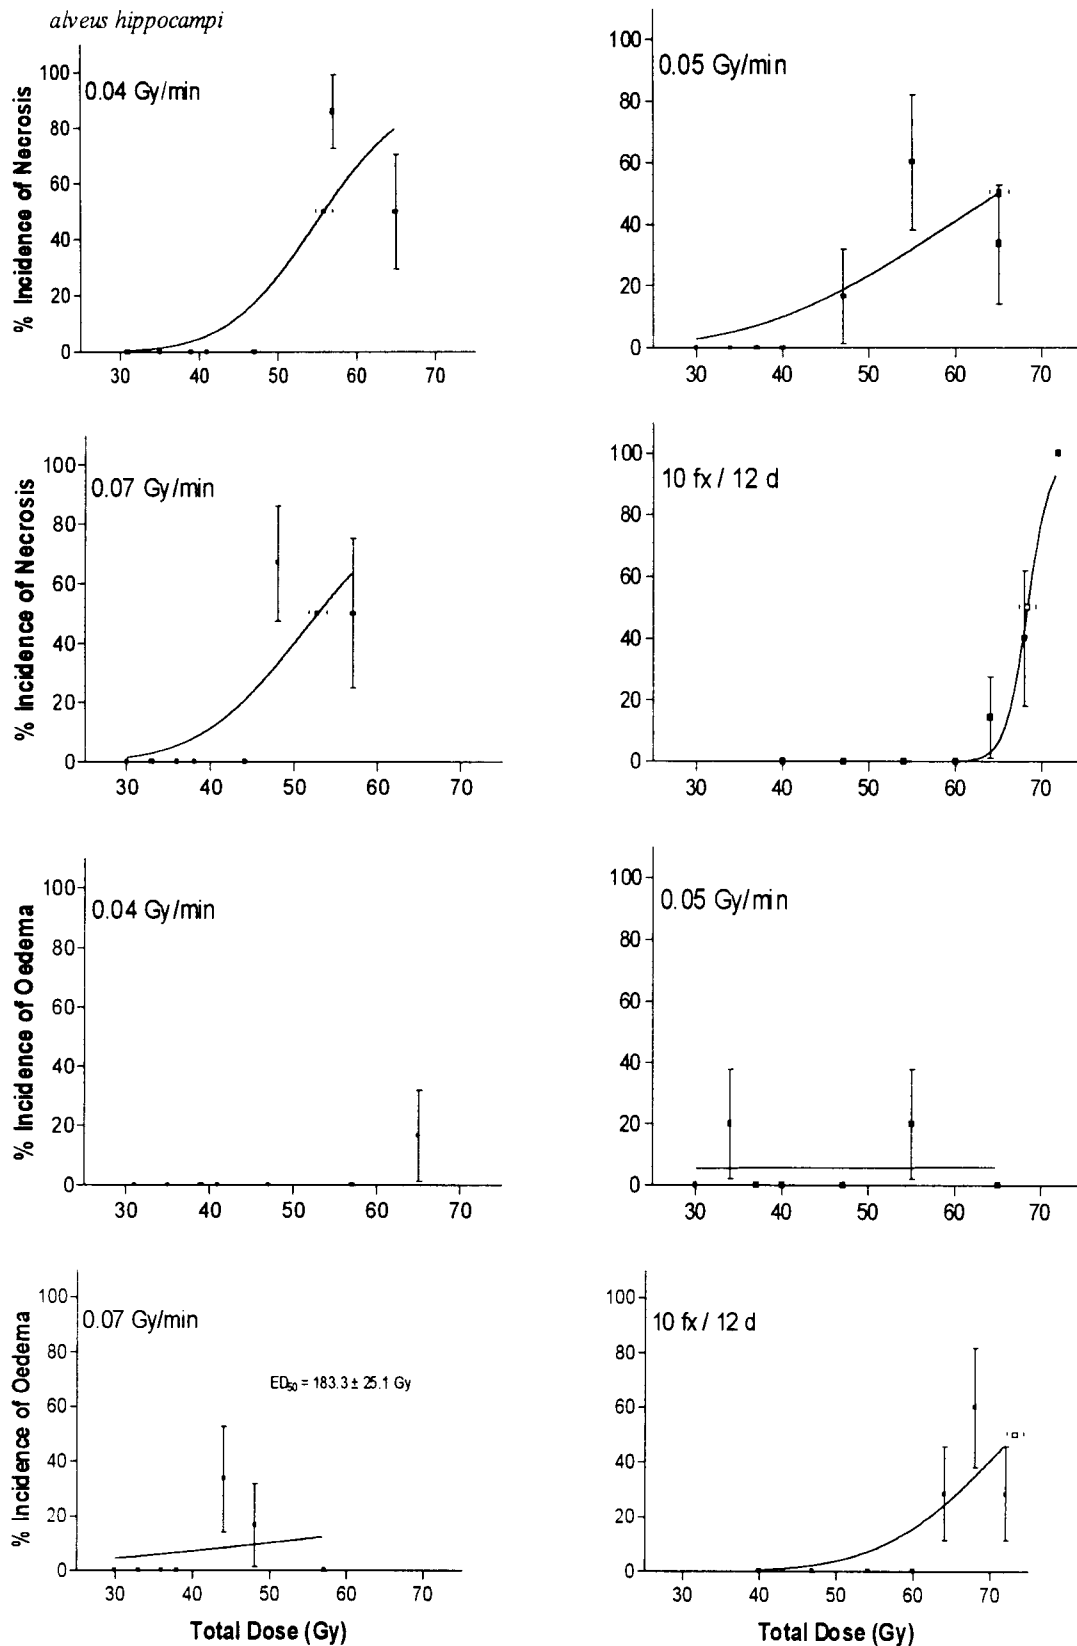 alveus hippocampi
0.04 Gy/min
% Incidence of Necrosis
100
80
60
40
20
0
30 40 50 60 70
0.05 Gy/min
100
80
60
40
20
0
30 40 50 60 70
0.07 Gy/min
% Incidence of Necrosis
100
80
60
40
20
0
30 40 50 60 70
10 fx / 12 d
100
80
60
40
20
0
30 40 50 60 70
0.04 Gy/min
% Incidence of Oedema
100
80
60
40
20
0
30 40 50 60 70
0.05 Gy/min
100
80
60
40
20
0
30 40 50 60 70
0.07 Gy/min
% Incidence of Oedema
100
80
60
40
20
0
ED50 = 183.3 ± 25.1 Gy
30 40 50 60 70
Total Dose (Gy)
10 fx / 12 d
100
80
60
40
20
0
30 40 50 60 70
Total Dose (Gy)